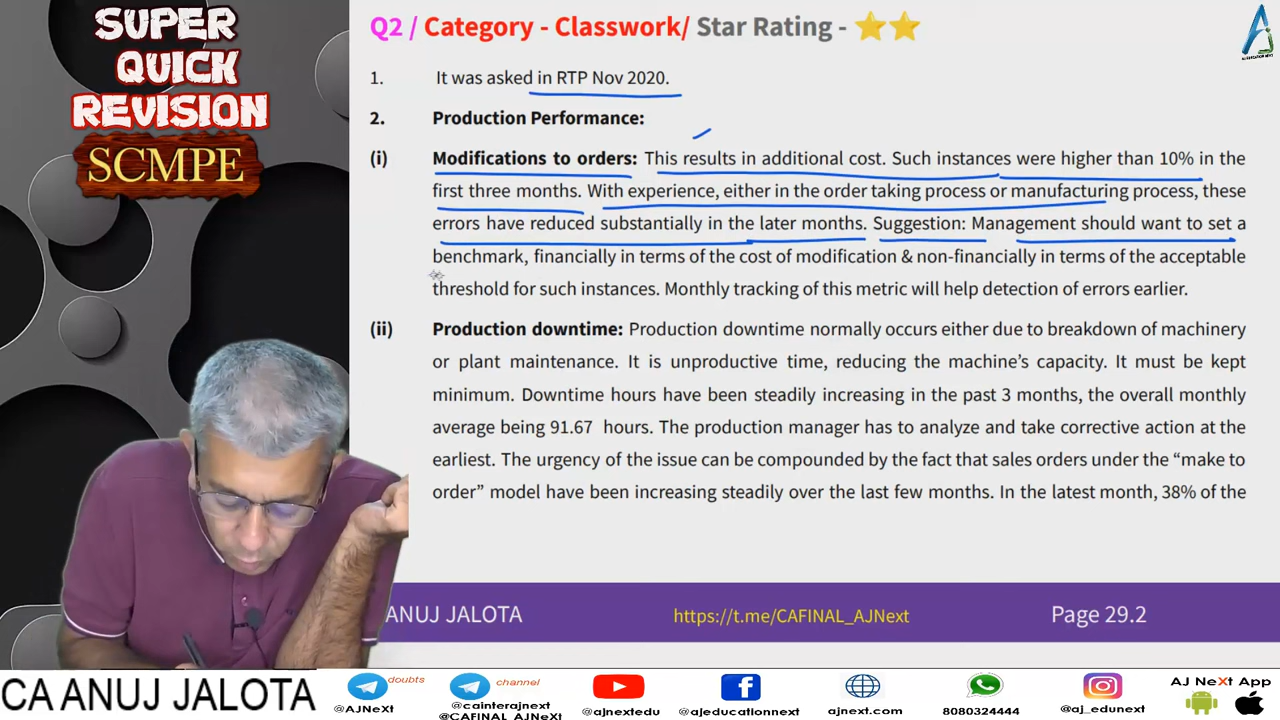 SUPER
QUICK
REVISION
SCMPE
Q2 / Category - Classwork/ Star Rating -
1. It was asked in RTP Nov 2020.
2. Production Performance:
(i) Modifications to orders: This results in additional cost. Such instances were higher than 10% in the
first three months. With experience, either in the order taking process or manufacturing process, these
errors have reduced substantially in the later months. Suggestion: Management should want to set a
benchmark, financially in terms of the cost of modification & non-financially in terms of the acceptable
threshold for such instances. Monthly tracking of this metric will help detection of errors earlier.
(ii) Production downtime: Production downtime normally occurs either due to breakdown of machinery
or plant maintenance. It is unproductive time, reducing the machine's capacity. It must be kept
minimum. Downtime hours have been steadily increasing in the past 3 months, the overall monthly
average being 91.67 hours. The production manager has to analyze and take corrective action at the
earliest. The urgency of the issue can be compounded by the fact that sales orders under the "make to
order" model have been increasing steadily over the last few months. In the latest month, 38% of the
ANUJ JALOTA https://t.me/CAFINAL_AJNext Page 29.2
CA ANUJ JALOTA
doubts
@AJNeXt
channel
@cainterajnext
@CAFINAL_AJNeXt
@ajnextedu
@ajeducationnext
ajnext.com
8080324444
@aj_edunext
AJ NeXt App